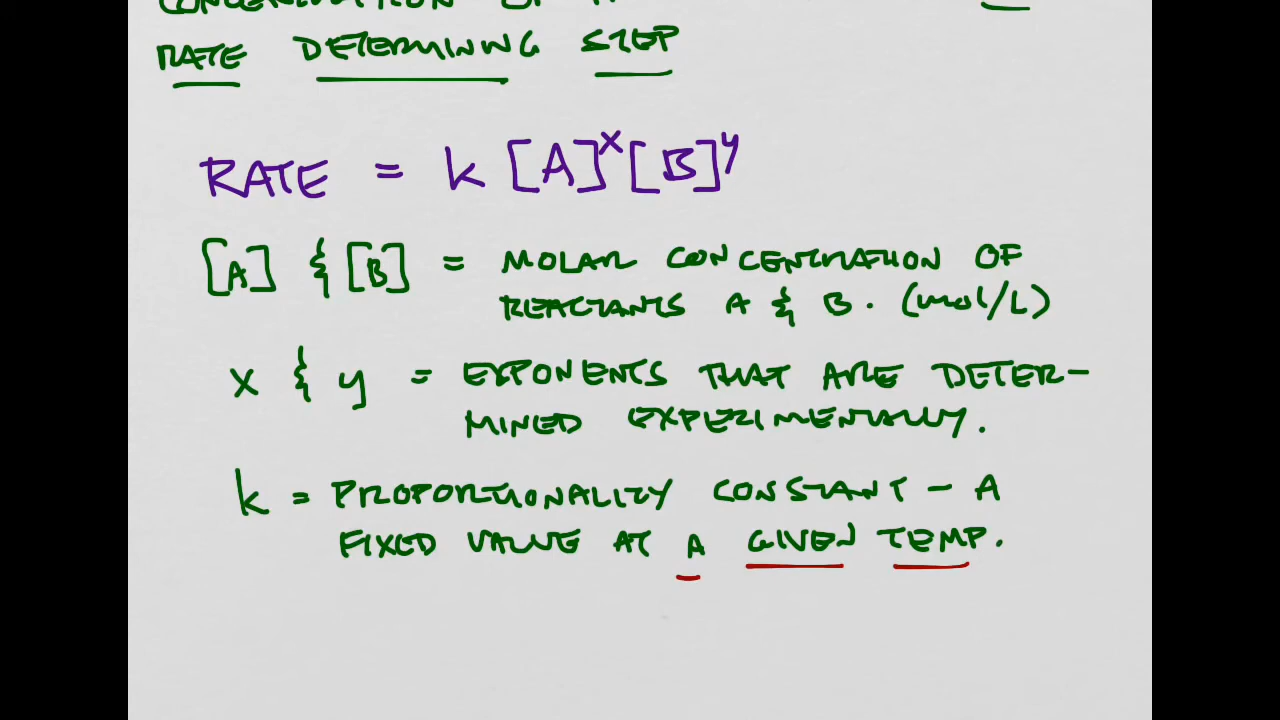 RATE DETERMINING STEP
RATE = k [A]^x [B]^y
[A] & [B] = MOLAR CONCENTRATION OF
REACTANTS A & B. (mol/L)
x & y = EXPONENTS THAT ARE DETER-
MINED EXPERIMENTALLY.
k = PROPORTIONALITY CONSTANT - A
FIXED VALUE AT A GIVEN TEMP.